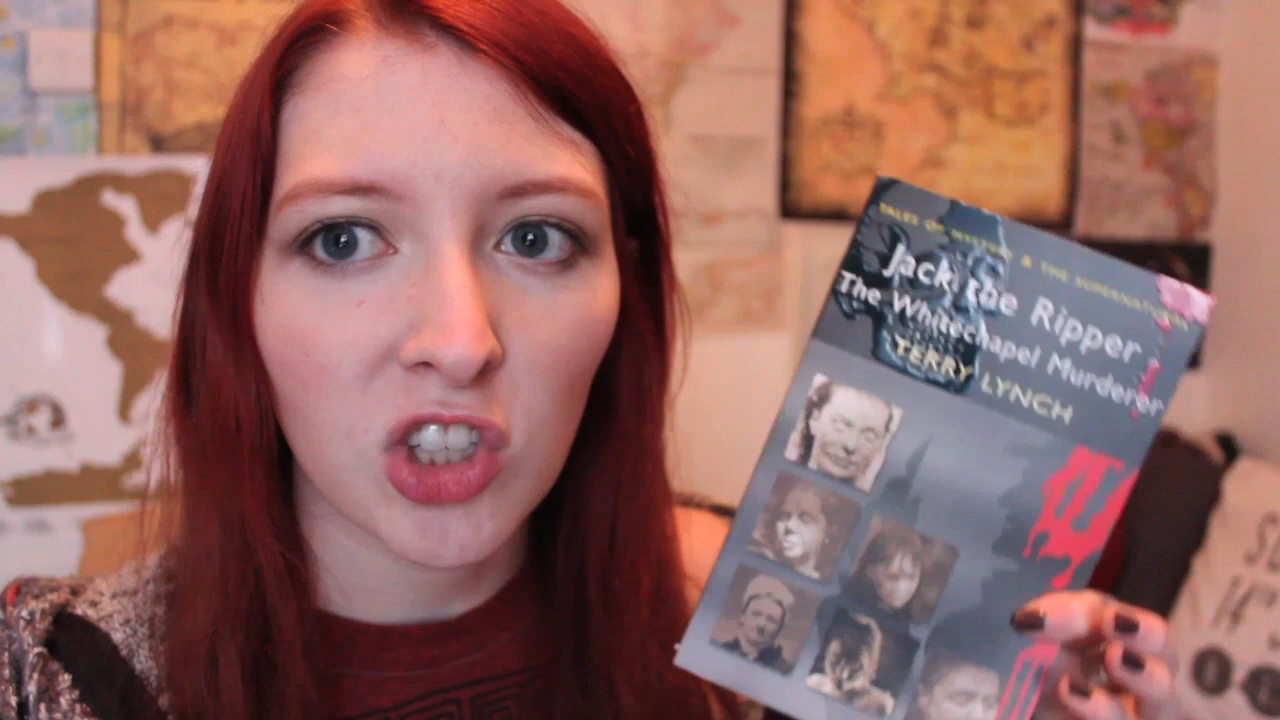 TALES OF MYSTERY & THE SUPERNATURAL
Jack the Ripper
The Whitechapel Murderer
TERRY LYNCH